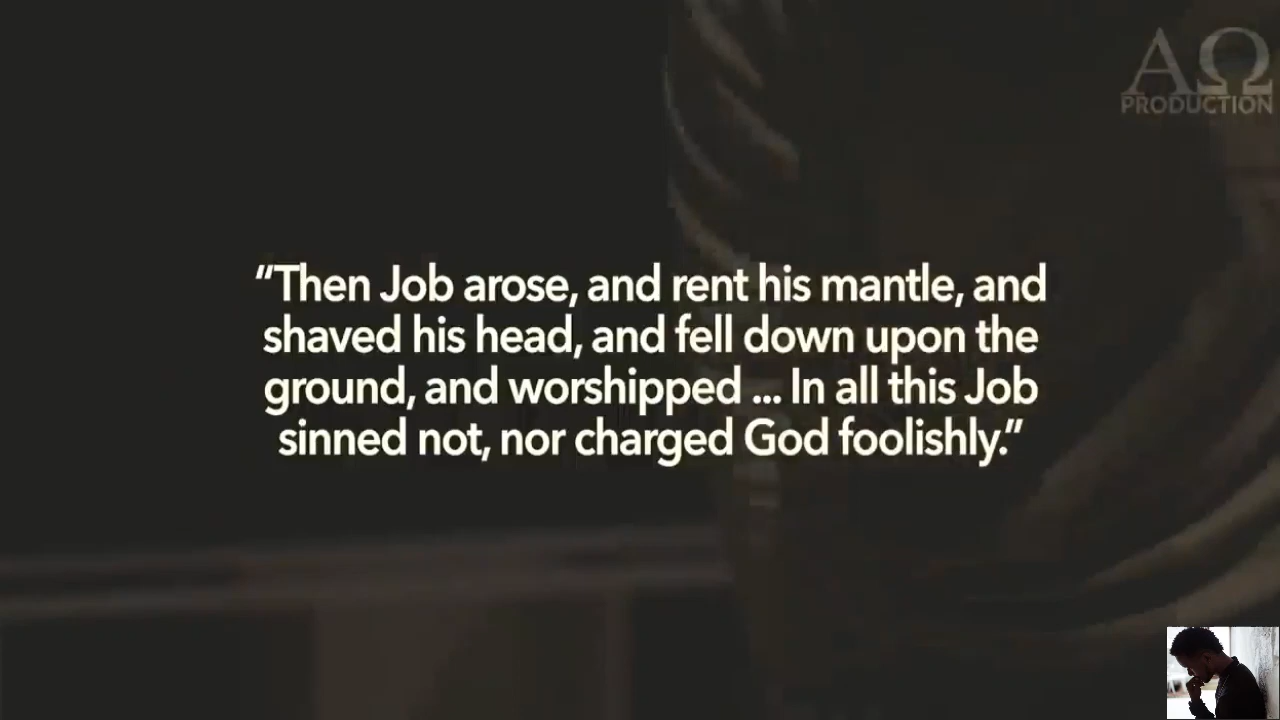 ΑΩ
PRODUCTION
“Then Job arose, and rent his mantle, and
shaved his head, and fell down upon the
ground, and worshipped ... In all this Job
sinned not, nor charged God foolishly.”